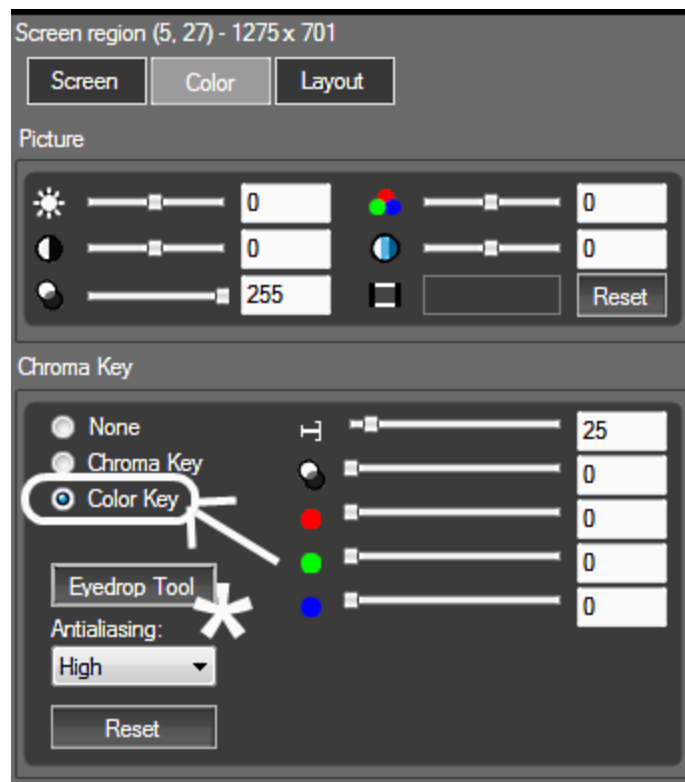 Screen region (5, 27) - 1275 x 701
Screen Color Layout
Picture
0 0
0 0
255 Reset
Chroma Key
None 25
Chroma Key 0
Color Key 0
0
Eyedrop Tool
0
Antialiasing:
High
Reset